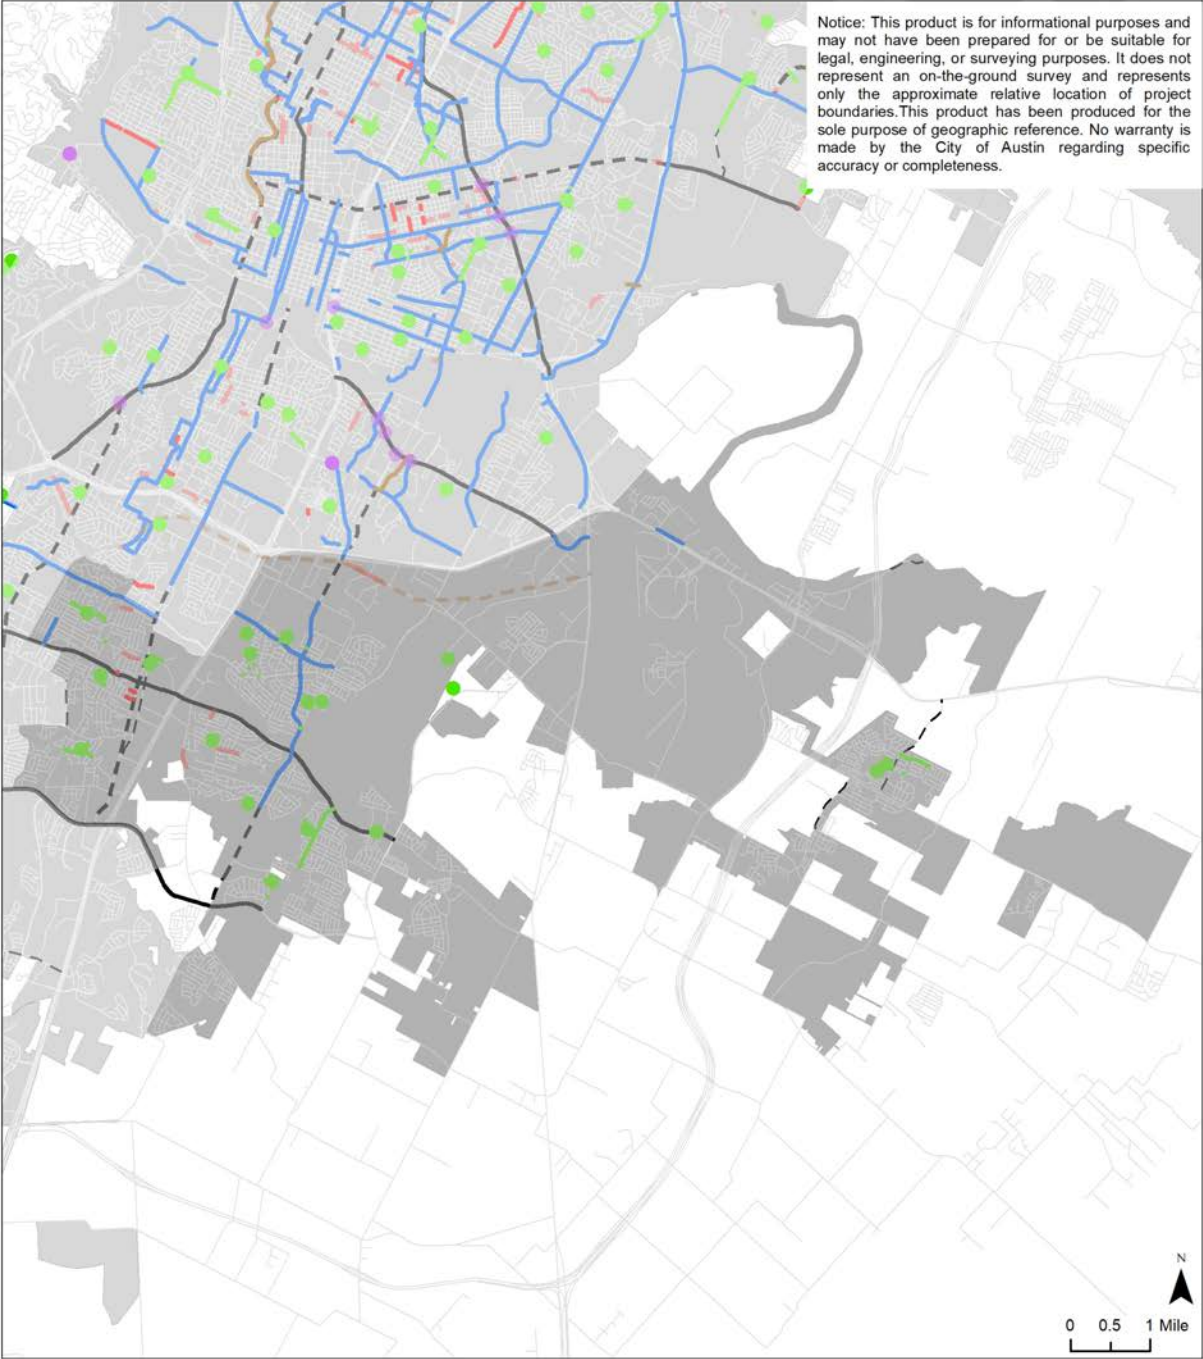 Notice: This product is for informational purposes and
may not have been prepared for or be suitable for
legal, engineering, or surveying purposes. It does not
represent an on-the-ground survey and represents
only the approximate relative location of project
boundaries.This product has been produced for the
sole purpose of geographic reference. No warranty is
made by the City of Austin regarding specific
accuracy or completeness.
N
0 0.5 1 Mile